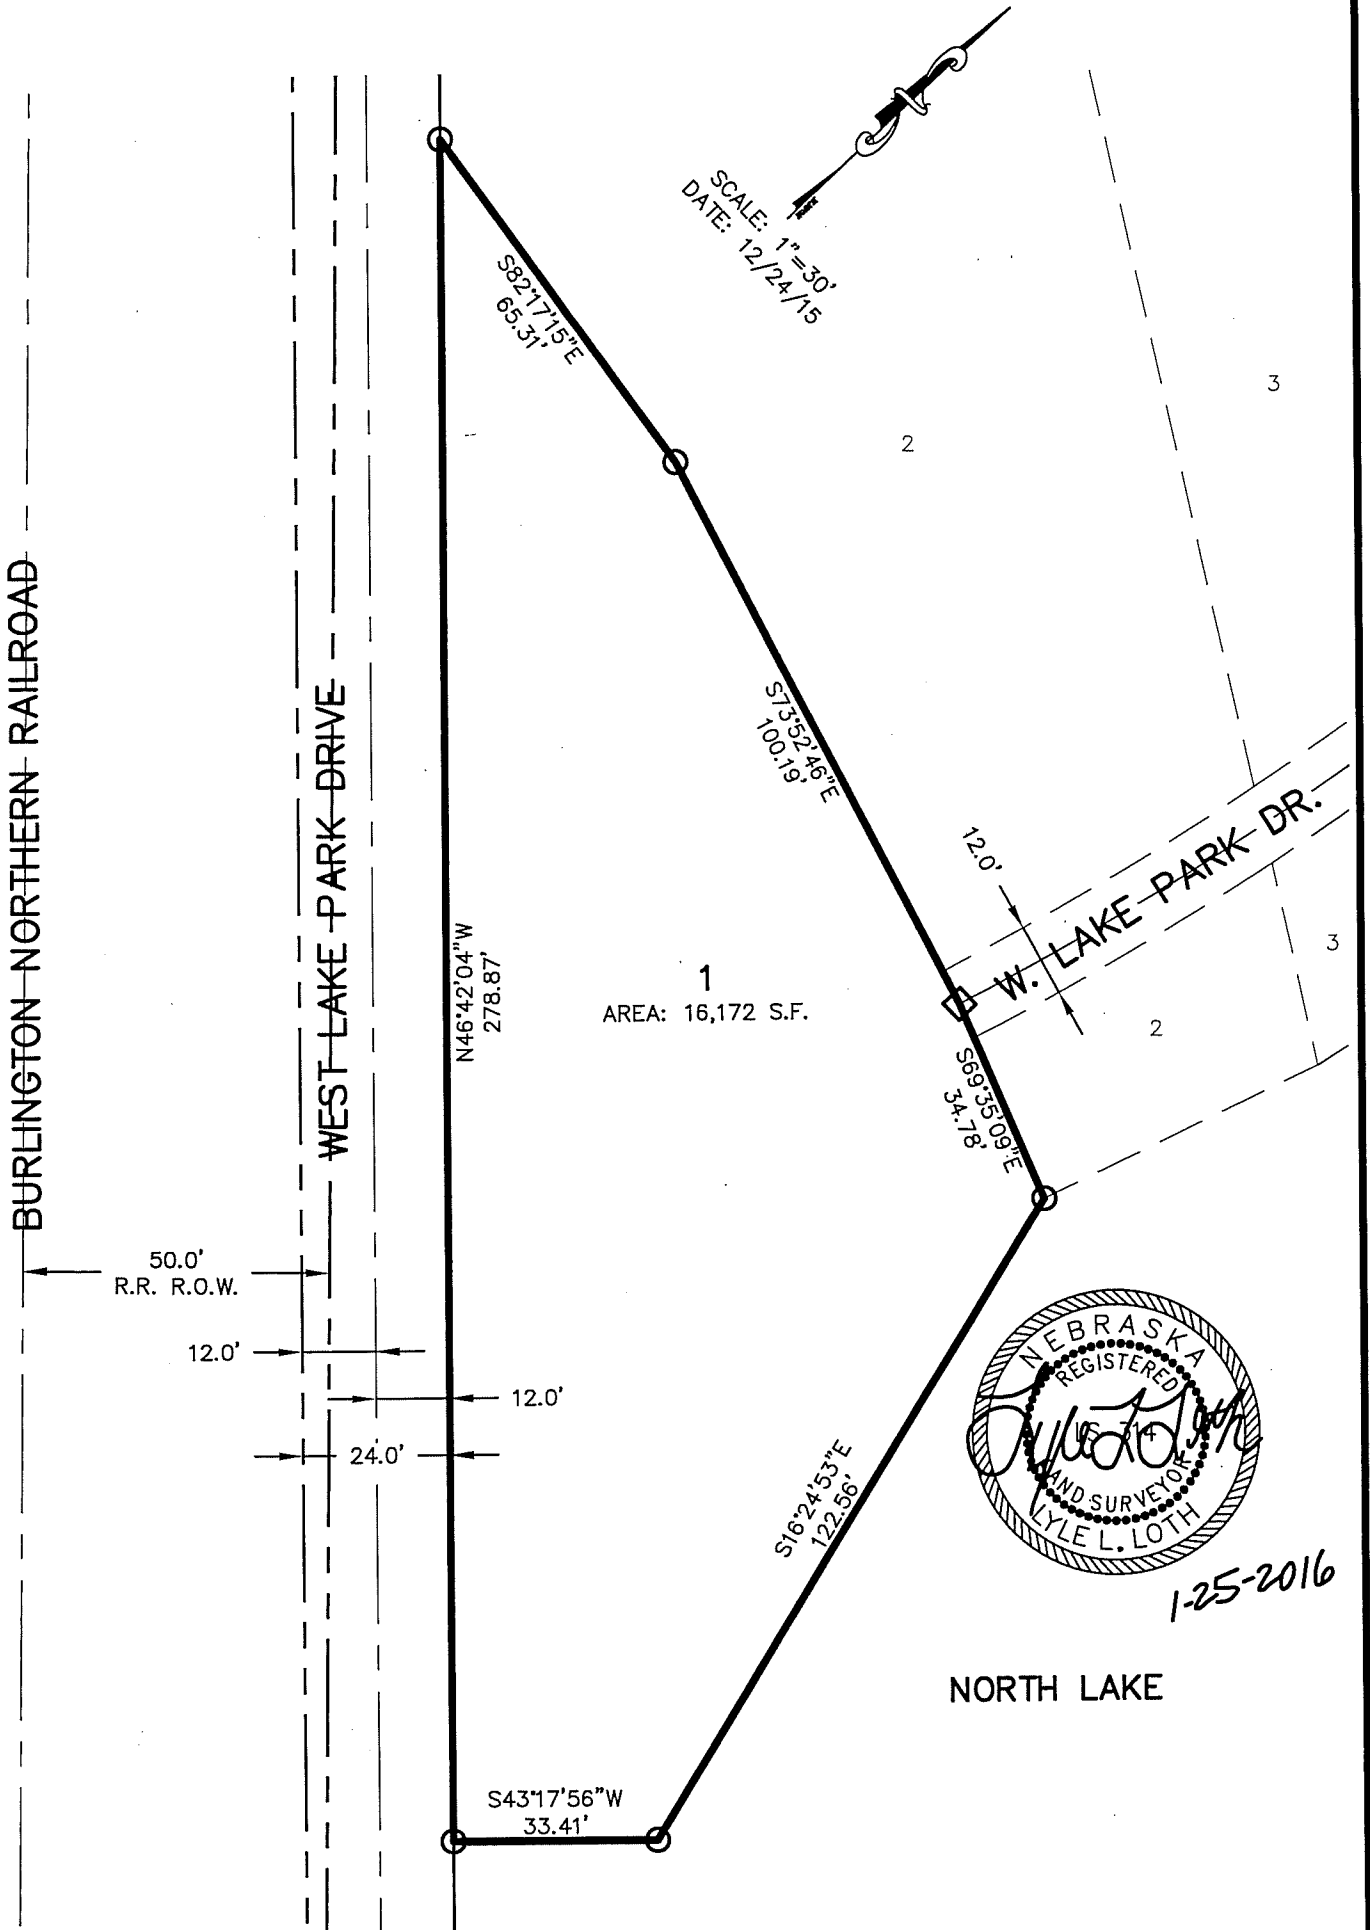 SCALE: 1"=30'
DATE: 12/24/15
S82°17'15"E
65.31'
3
2
BURLINGTON NORTHERN RAILROAD
WEST LAKE PARK DRIVE
S73°52'46"E
100.19'
12.0'
W. LAKE PARK DR.
N46°42'04"W
278.87'
1
AREA: 16,172 S.F.
3
2
S69°35'09"E
34.78'
50.0'
R.R. R.O.W.
12.0'
12.0'
24.0'
NEBRASKA
REGISTERED
LS 314
LAND SURVEYOR
LYLE L. LOTH
S16°24'53"E
122.56'
1-25-2016
NORTH LAKE
S43°17'56"W
33.41'